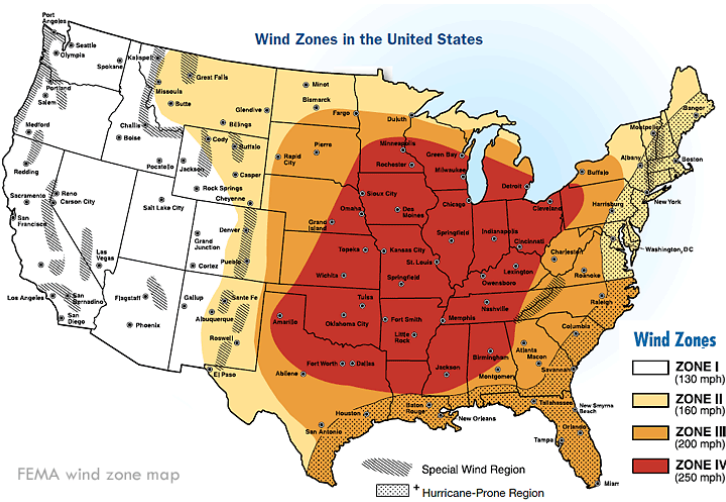 Wind Zones in the United States
Port
Angeles
Seattle
Olympia
Spokane
Kalispell
Great Falls
Missouls
Butte
Portland
Salem
Medford
Redding
Challis
Boise
Pocatello
Jackson
Cody
Buffalo
Billings
Glendive
Casper
Rock Springs
Cheyenne
Minot
Bismarck
Fargo
Pierre
Rapid
City
Duluth
Minneapolis
Rochester
Green Bay
Milwaukee
Sioux City
Omaha
Des
Moines
Grand
Island
Chicago
Detroit
Cleveland
Buffalo
Albany
Montpelier
Bangor
Boston
New York
Harrisburg
Washington, DC
Sacramento
San
Francisco
Reno
Carson City
Salt Lake City
Las
Vegas
Los Angeles
San
Bernadino
San
Diego
Grand
Junction
Cortez
Denver
Pueblo
Flagstaff
Phoenix
Gallup
Santa Fe
Albuquerque
Roswell
El Paso
Topeka
Kansas City
Wichita
St. Louis
Springfield
Springfield
Indianapolis
Cincinati
Lexington
Owensboro
Charleston
Roanoke
Raleigh
Nashville
Memphis
Tulsa
Oklahoma City
Fort Smith
Little
Rock
Amarillo
Abilene
Fort Worth
Dallas
Jackson
Birmingham
Montgomery
Atlanta
Macon
Columbia
Savannah
Tallahassee
New Smyrna
Beach
Orlando
Tampa
Miami
Houston
San Antonio
Baton
Rouge
New Orleans
Wind Zones
ZONE I
(130 mph)
ZONE II
(160 mph)
ZONE III
(200 mph)
ZONE IV
(250 mph)
Special Wind Region
+ Hurricane-Prone Region
FEMA wind zone map